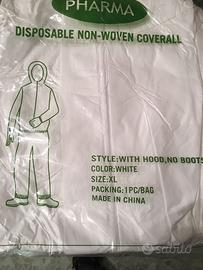 PHARMA
DISPOSABLE NON-WOVEN COVERALL
STYLE:WITH HOOD,NO BOOTS
COLOR:WHITE
SIZE:XL
PACKING:1PC/BAG
MADE IN CHINA
subito